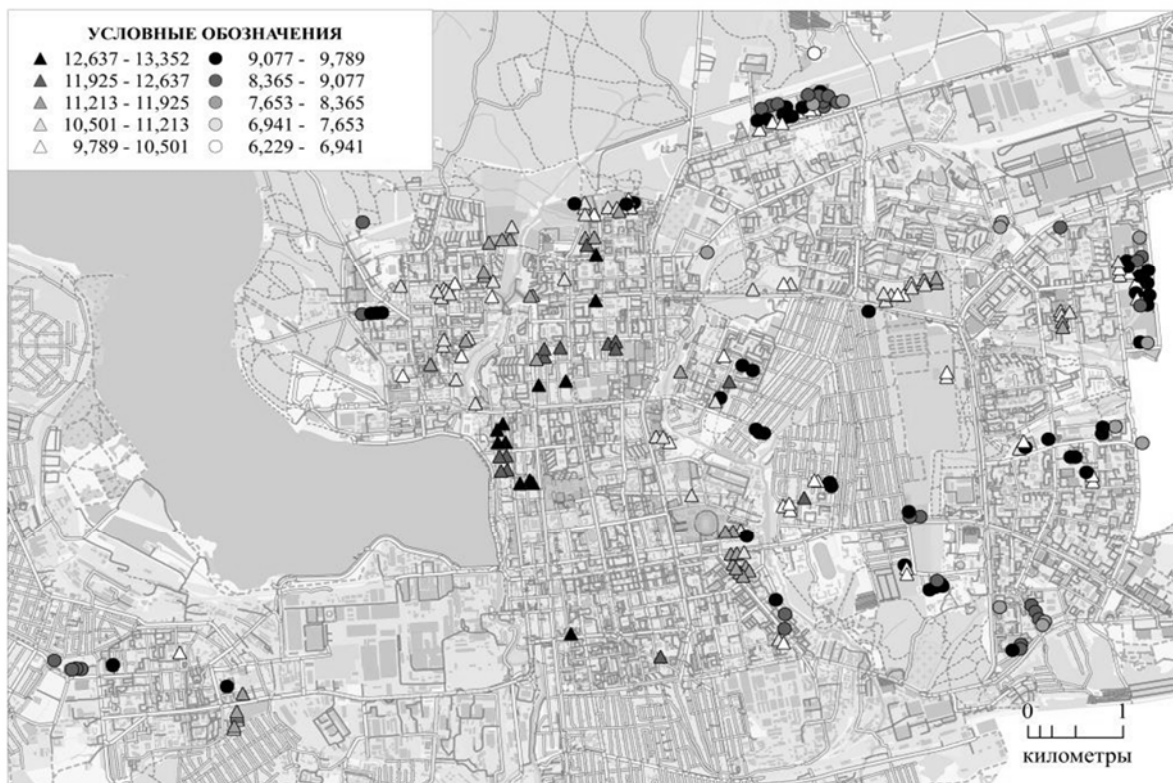 УСЛОВНЫЕ ОБОЗНАЧЕНИЯ
12,637 - 13,352 9,077 - 9,789
11,925 - 12,637 8,365 - 9,077
11,213 - 11,925 7,653 - 8,365
10,501 - 11,213 6,941 - 7,653
9,789 - 10,501 6,229 - 6,941
0 1
километры